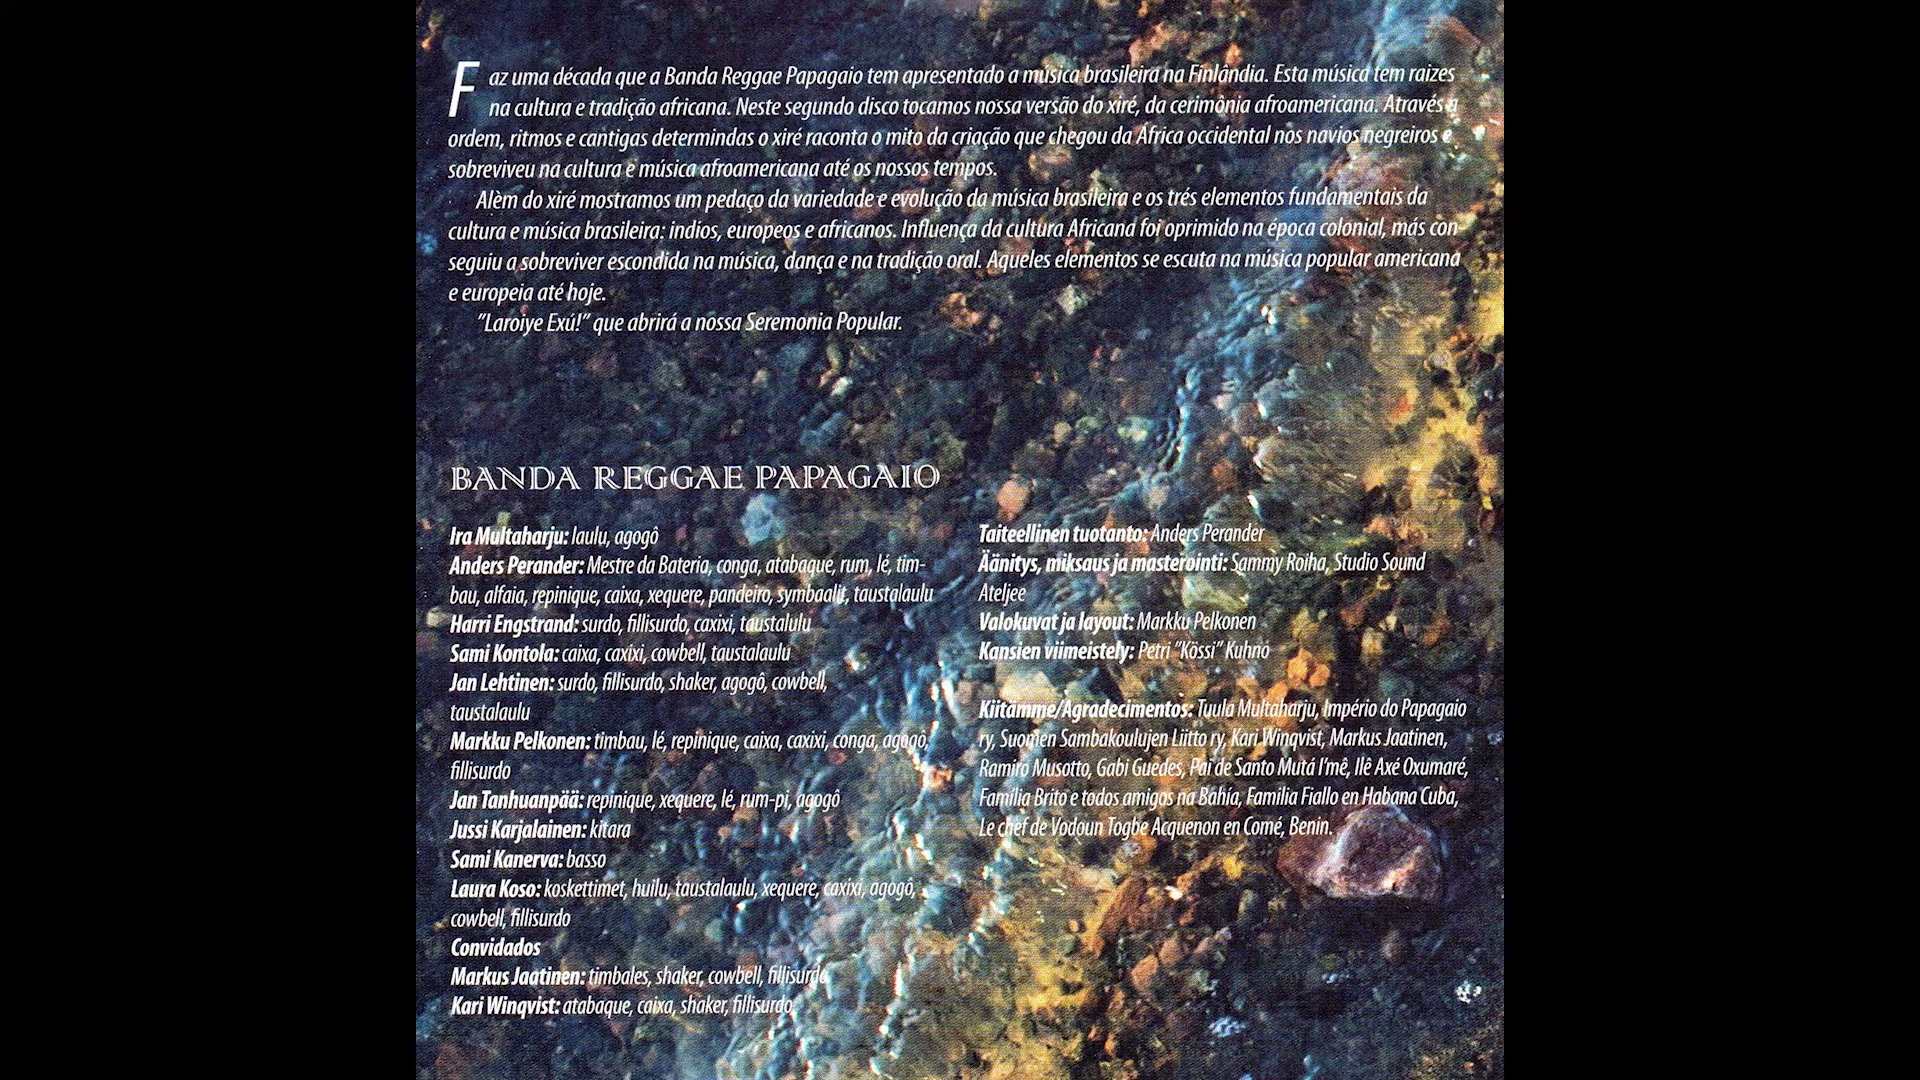 Faz uma década que a Banda Reggae Papagaio tem apresentado a música brasileira na Finlândia. Esta música tem raizes
na cultura e tradição africana. Neste segundo disco tocamos nossa versão do xiré, da cerimônia afroamericana. Através a
ordem, ritmos e cantigas determindas o xiré raconta o mito da criação que chegou da África occidental nos navios negreiros e
sobreviveu na cultura e música afroamericana até os nossos tempos.
Alèm do xiré mostramos um pedaço da variedade e evolução da música brasileira e os trés elementos fundamentais da
cultura e música brasileira: indios, europeos e africanos. Influença da cultura Africana foi oprimido na época colonial, más con-
seguiu a sobreviver escondida na música, dança e na tradição oral. Aqueles elementos se escuta na música popular americana
e europeia até hoje.
”Laroiye Exú!” que abrirá a nossa Seremonia Popular.
BANDA REGGAE PAPAGAIO
Ira Multaharju: laulu, agogô
Anders Perander: Mestre da Bateria, conga, atabaque, rum, lé, tim-
bau, alfaia, repinique, caixa, xequere, pandeiro, symbaalit, taustalaulu
Harri Engstrand: surdo, fillisurdo, caxixi, taustalulu
Sami Kontola: caixa, caxixi, cowbell, taustalaulu
Jan Lehtinen: surdo, fillisurdo, shaker, agogô, cowbell,
taustalaulu
Markku Pelkonen: timbau, lé, repinique, caixa, caxixi, conga, agogô,
fillisurdo
Jan Tanhuanpää: repinique, xequere, lé, rum-pi, agogô
Jussi Karjalainen: kitara
Sami Kanerva: basso
Laura Koso: koskettimet, huilu, taustalaulu, xequere, caxixi, agogô,
cowbell, fillisurdo
Convidados
Markus Jaatinen: timbales, shaker, cowbell, fillisurdo
Kari Winqvist: atabaque, caixa, shaker, fillisurdo
Taiteellinen tuotanto: Anders Perander
Äänitys, miksaus ja masterointi: Sammy Roiha, Studio Sound
Ateljee
Valokuvat ja layout: Markku Pelkonen
Kansien viimeistely: Petri ”Kössi” Kuhno
Kiitämme/Agradecimentos: Tuula Multaharju, Império do Papagaio
ry, Suomen Sambakoulujen Liitto ry, Kari Winqvist, Markus Jaatinen,
Ramiro Musotto, Gabi Guedes, Pai de Santo Mutá I’mê, Ilê Axé Oxumaré,
Família Brito e todos amigos na Bahía, Familia Fiallo en Habana Cuba,
Le chef de Vodoun Togbe Acquenon en Comé, Benin.